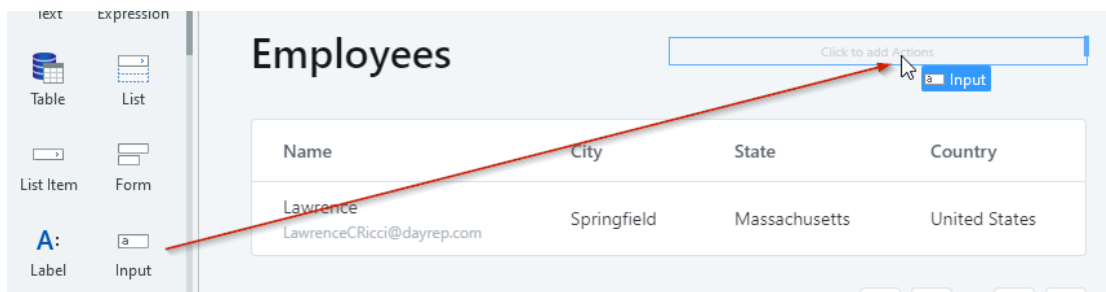 Text Expression
Employees
Click to add Actions
Input
Table List
Name City State Country
List Item Form
Lawrence
LawrenceCRicci@dayrep.com
Springfield Massachusetts United States
A:
a
Label Input